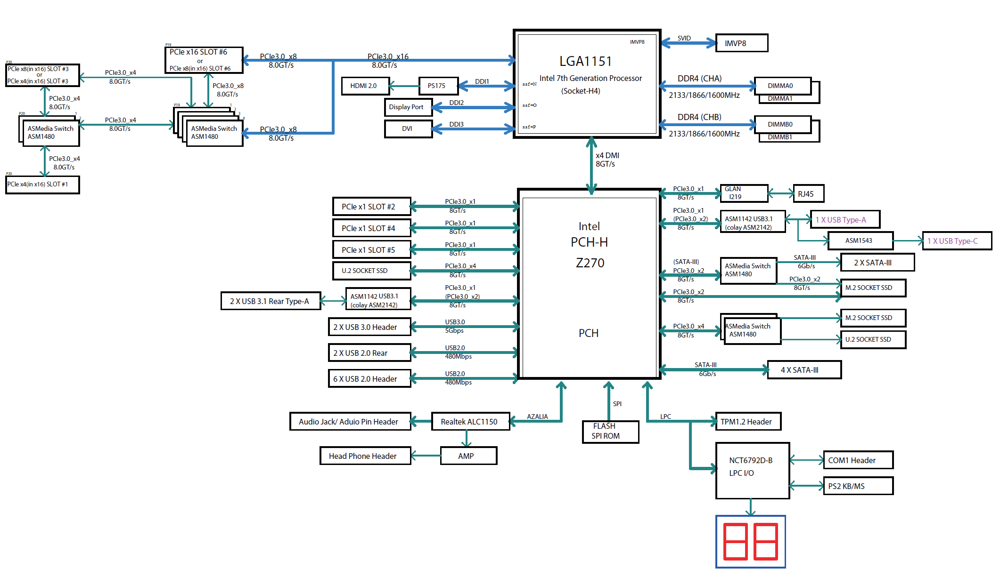 IMVP8
LGA1151
Intel 7th Generation Processor
(Socket-H4)
aaf=N
aaf=O
aaf=P
SVID
IMVP8
DDR4 (CHA)
2133/1866/1600MHz
DIMMA0
DIMMA1
DDR4 (CHB)
2133/1866/1600MHz
DIMMB0
DIMMB1
P19
PCIe x16 SLOT #6
or
PCIe x8(in x16) SLOT #6
PCIe3.0_x8
8.0GT/s
PCIe3.0_x16
8.0GT/s
P20
PCIe x8(in x16) SLOT #3
or
PCIe x4(in x16) SLOT #3
PCIe3.0_x4
8.0GT/s
PCIe3.0_x8
8.0GT/s
PCIe3.0_x4
8.0GT/s
P20
1
2
ASMedia Switch
ASM1480
PCIe3.0_x4
8.0GT/s
P19
1
2
3
4
ASMedia Switch
ASM1480
PCIe3.0_x8
8.0GT/s
PCIe3.0_x4
8.0GT/s
P20
PCIe x4(in x16) SLOT #1
HDMI 2.0
PS175
DDI1
Display Port
DDI2
DVI
DDI3
x4 DMI
8GT/s
Intel
PCH-H
Z270
PCH
PCIe x1 SLOT #2
PCIe3.0_x1
8GT/s
PCIe x1 SLOT #4
PCIe3.0_x1
8GT/s
PCIe x1 SLOT #5
PCIe3.0_x1
8GT/s
U.2 SOCKET SSD
PCIe3.0_x4
8GT/s
2 X USB 3.1 Rear Type-A
ASM1142 USB3.1
(colay ASM2142)
PCIe3.0_x1
(PCIe3.0_x2)
8GT/s
2 X USB 3.0 Header
USB3.0
5Gbps
2 X USB 2.0 Rear
USB2.0
480Mbps
6 X USB 2.0 Header
USB2.0
480Mbps
PCIe3.0_x1
8GT/s
GLAN
I219
RJ45
PCIe3.0_x1
(PCIe3.0_x2)
8GT/s
ASM1142 USB3.1
(colay ASM2142)
1 X USB Type-A
ASM1543
1 X USB Type-C
(SATA-III)
PCIe3.0_x2
8GT/s
ASMedia Switch
ASM1480
SATA-III
6Gb/s
2 X SATA-III
PCIe3.0_x2
8GT/s
M.2 SOCKET SSD
PCIe3.0_x2
8GT/s
PCIe3.0_x4
8GT/s
ASMedia Switch
ASM1480
M.2 SOCKET SSD
U.2 SOCKET SSD
SATA-III
6Gb/s
4 X SATA-III
Audio Jack/ Aduio Pin Header
Realtek ALC1150
AZALIA
Head Phone Header
AMP
SPI
FLASH
SPI ROM
LPC
TPM1.2 Header
NCT6792D-B
LPC I/O
COM1 Header
PS2 KB/MS
88